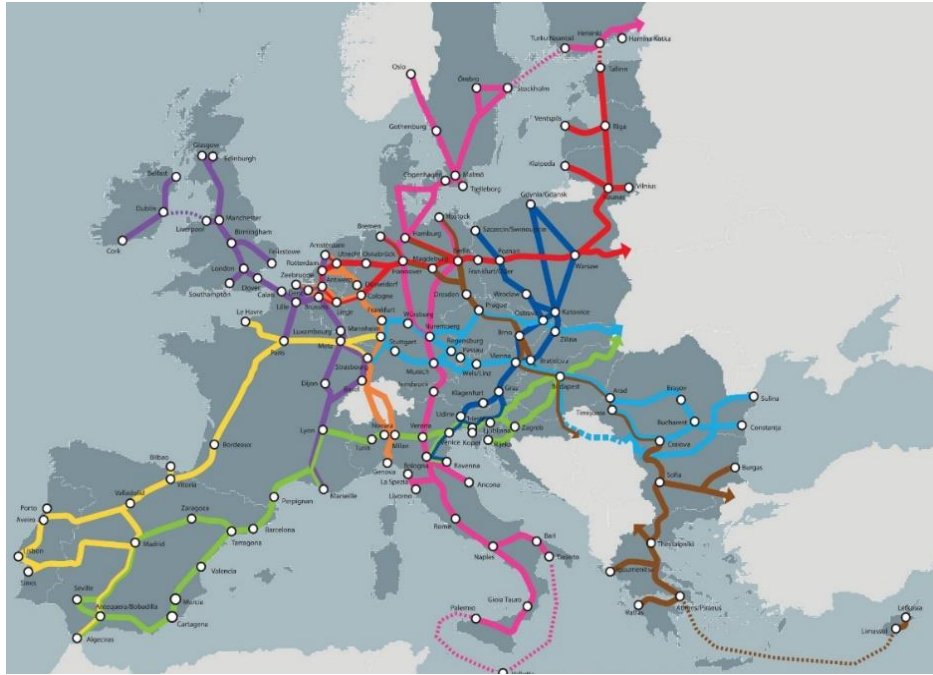 Turku/Naantali
Helsinki
Hamina/Kotka
Oslo
Örebro
Stockholm
Tallinn
Gothenburg
Ventspils
Riga
Glasgow
Edinburgh
Belfast
Klaipeda
Copenhagen
Malmö
Trelleborg
Vilnius
Kaunas
Gdynia/Gdansk
Dublin
Liverpool
Manchester
Birmingham
Cork
Rostock
Bremen
Hamburg
Szczecin/Swinoujscie
Felixstowe
Amsterdam
Utrecht
Osnabrück
Magdeburg
Berlin
Poznan
Warsaw
London
Rotterdam
Hannover
Frankfurt/Oder
Southampton
Dover
Zeebrugge
Antwerp
Düsseldorf
Calais
Cologne
Dresden
Wroclaw
Lille
Liège
Prague
Le Havre
Frankfurt
Ostrava
Katowice
Luxembourg
Mannheim
Würzburg
Nuremberg
Brno
Zilina
Paris
Metz
Stuttgart
Regensburg
Strasbourg
Passau
Vienna
Munich
Wels/Linz
Bratislava
Dijon
Basel
Innsbruck
Budapest
Graz
Klagenfurt
Arad
Brasov
Sulina
Timisoara
Udine
Lyon
Novara
Verona
Ljubljana
Zagreb
Bucharest
Constanta
Turin
Milan
Venice
Koper
Rijeka
Craiova
Bordeaux
Genova
Bologna
Ravenna
Bilbao
Vitoria
La Spezia
Ancona
Sofia
Burgas
Livorno
Perpignan
Marseille
Porto
Valladolid
Zaragoza
Aveiro
Barcelona
Rome
Madrid
Tarragona
Bari
Thessaloniki
Lisbon
Naples
Taranto
Sines
Valencia
Igoumenitsa
Seville
Murcia
Gioia Tauro
Palermo
Patras
Athens/Piraeus
Lefkosia
Antequera/Bobadilla
Cartagena
Limassol
Algeciras